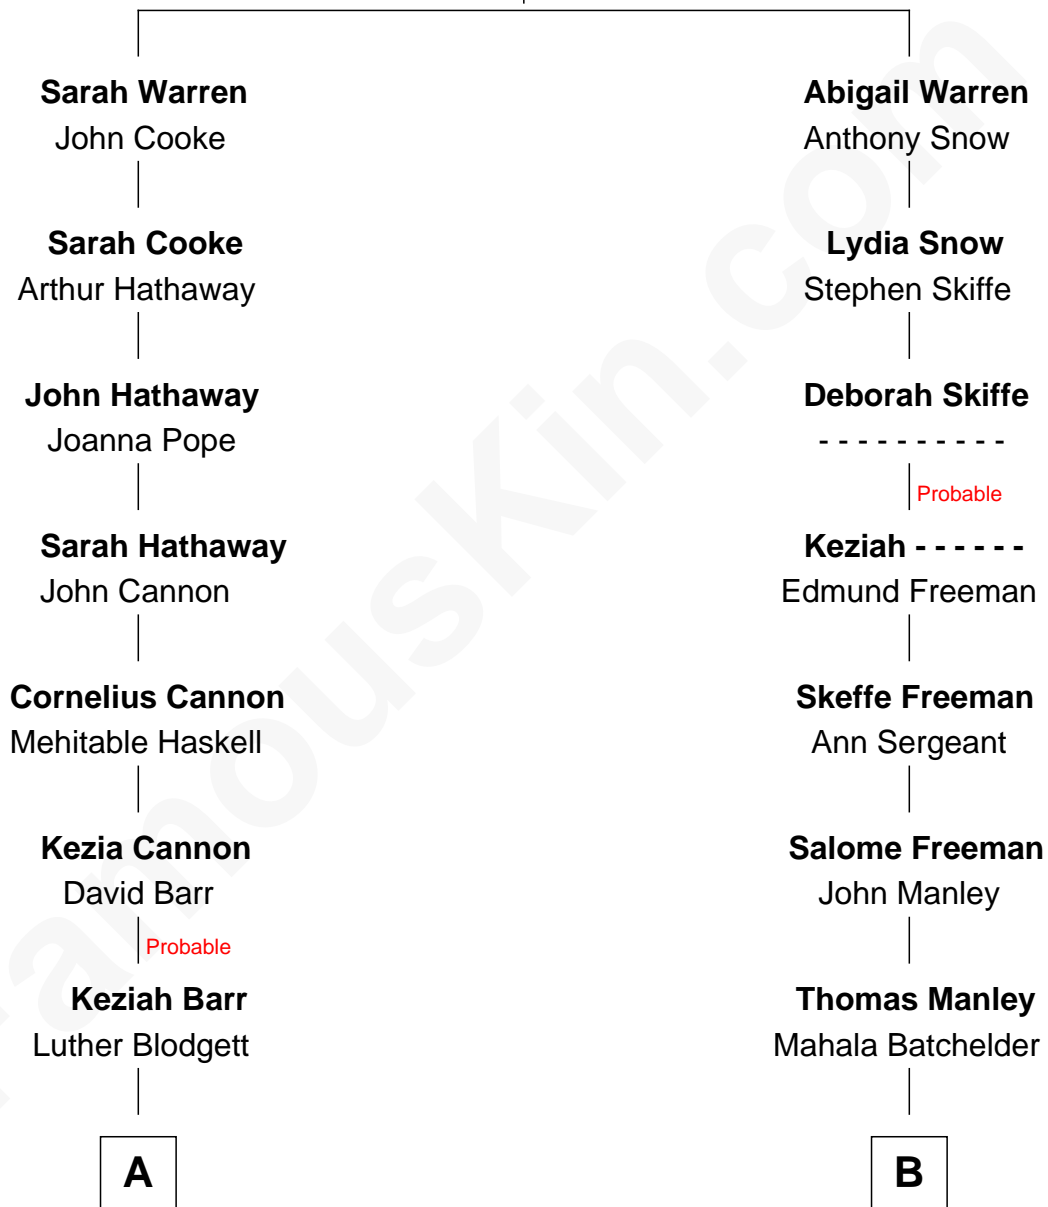 Sarah Warren
John Cooke
Sarah Cooke
Arthur Hathaway
John Hathaway
Joanna Pope
Sarah Hathaway
John Cannon
Cornelius Cannon
Mehitable Haskell
Kezia Cannon
David Barr
Probable
Keziah Barr
Luther Blodgett
A
Abigail Warren
Anthony Snow
Lydia Snow
Stephen Skiffe
Deborah Skiffe
- - - - - - - - - -
Probable
Keziah - - - - - -
Edmund Freeman
Skeffe Freeman
Ann Sergeant
Salome Freeman
John Manley
Thomas Manley
Mahala Batchelder
B
FamousKin.com